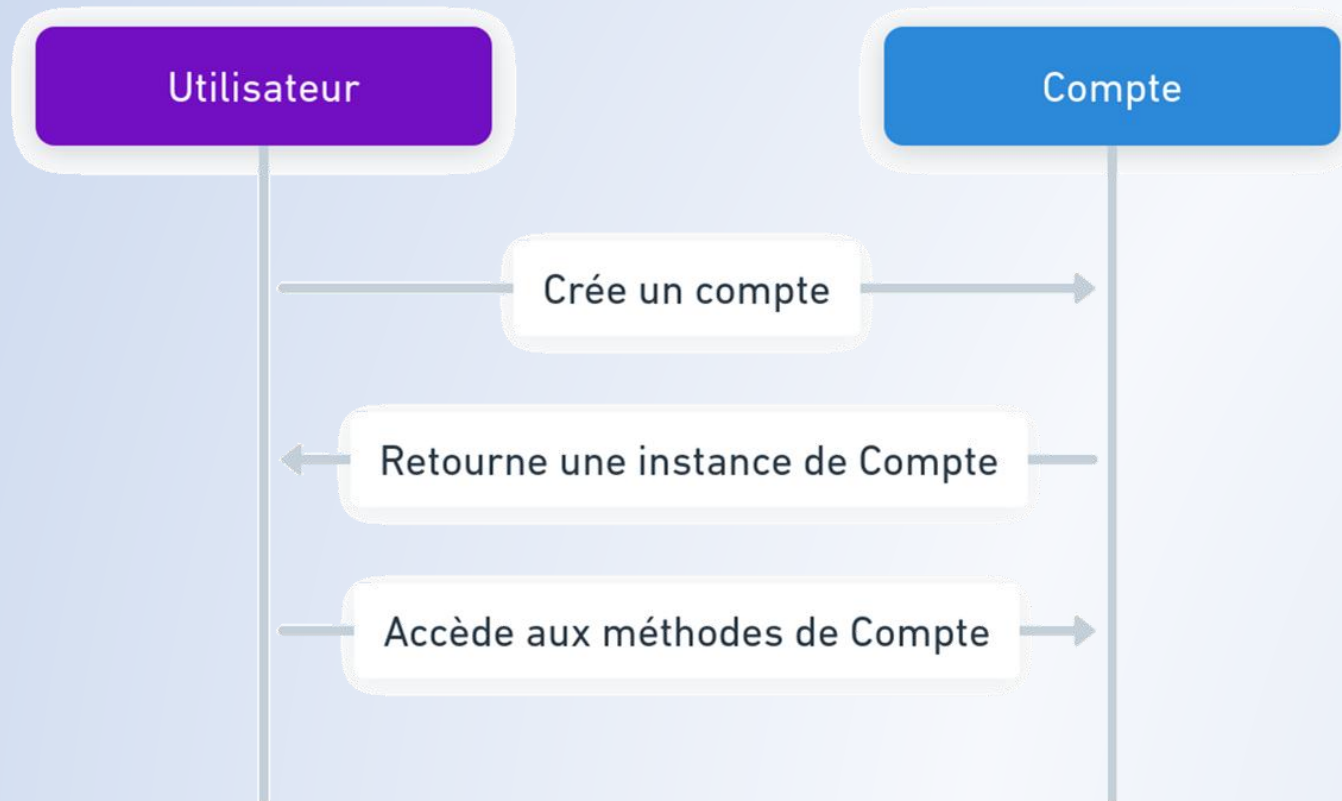 Utilisateur
Compte
Crée un compte
Retourne une instance de Compte
Accède aux méthodes de Compte